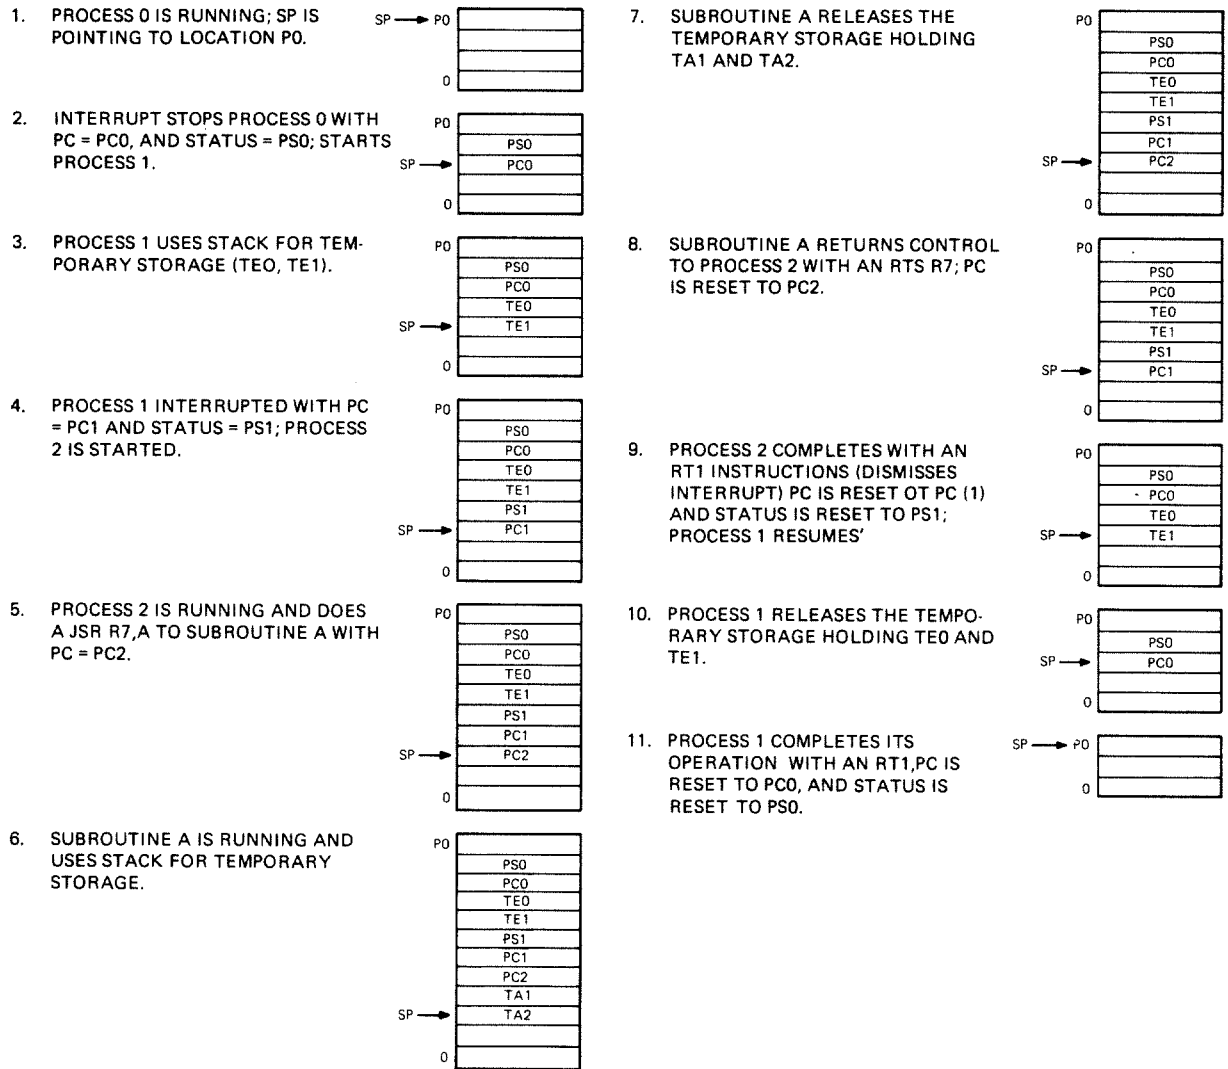 1. PROCESS 0 IS RUNNING; SP IS
POINTING TO LOCATION P0.
SP P0
0
2. INTERRUPT STOPS PROCESS 0 WITH
PC = PC0, AND STATUS = PS0; STARTS
PROCESS 1.
P0
PS0
SP PC0
0
3. PROCESS 1 USES STACK FOR TEM-
PORARY STORAGE (TE0, TE1).
P0
PS0
PC0
TE0
SP TE1
0
4. PROCESS 1 INTERRUPTED WITH PC
= PC1 AND STATUS = PS1; PROCESS
2 IS STARTED.
P0
PS0
PC0
TE0
TE1
PS1
SP PC1
0
5. PROCESS 2 IS RUNNING AND DOES
A JSR R7,A TO SUBROUTINE A WITH
PC = PC2.
P0
PS0
PC0
TE0
TE1
PS1
PC1
SP PC2
0
6. SUBROUTINE A IS RUNNING AND
USES STACK FOR TEMPORARY
STORAGE.
P0
PS0
PC0
TE0
TE1
PS1
PC1
PC2
TA1
SP TA2
0
7. SUBROUTINE A RELEASES THE
TEMPORARY STORAGE HOLDING
TA1 AND TA2.
P0
PS0
PC0
TE0
TE1
PS1
PC1
SP PC2
0
8. SUBROUTINE A RETURNS CONTROL
TO PROCESS 2 WITH AN RTS R7; PC
IS RESET TO PC2.
P0
PS0
PC0
TE0
TE1
PS1
SP PC1
0
9. PROCESS 2 COMPLETES WITH AN
RT1 INSTRUCTIONS (DISMISSES
INTERRUPT) PC IS RESET OT PC (1)
AND STATUS IS RESET TO PS1;
PROCESS 1 RESUMES'
P0
PS0
PC0
TE0
SP TE1
0
10. PROCESS 1 RELEASES THE TEMPO-
RARY STORAGE HOLDING TE0 AND
TE1.
P0
PS0
SP PC0
0
11. PROCESS 1 COMPLETES ITS
OPERATION WITH AN RT1,PC IS
RESET TO PC0, AND STATUS IS
RESET TO PS0.
SP P0
0